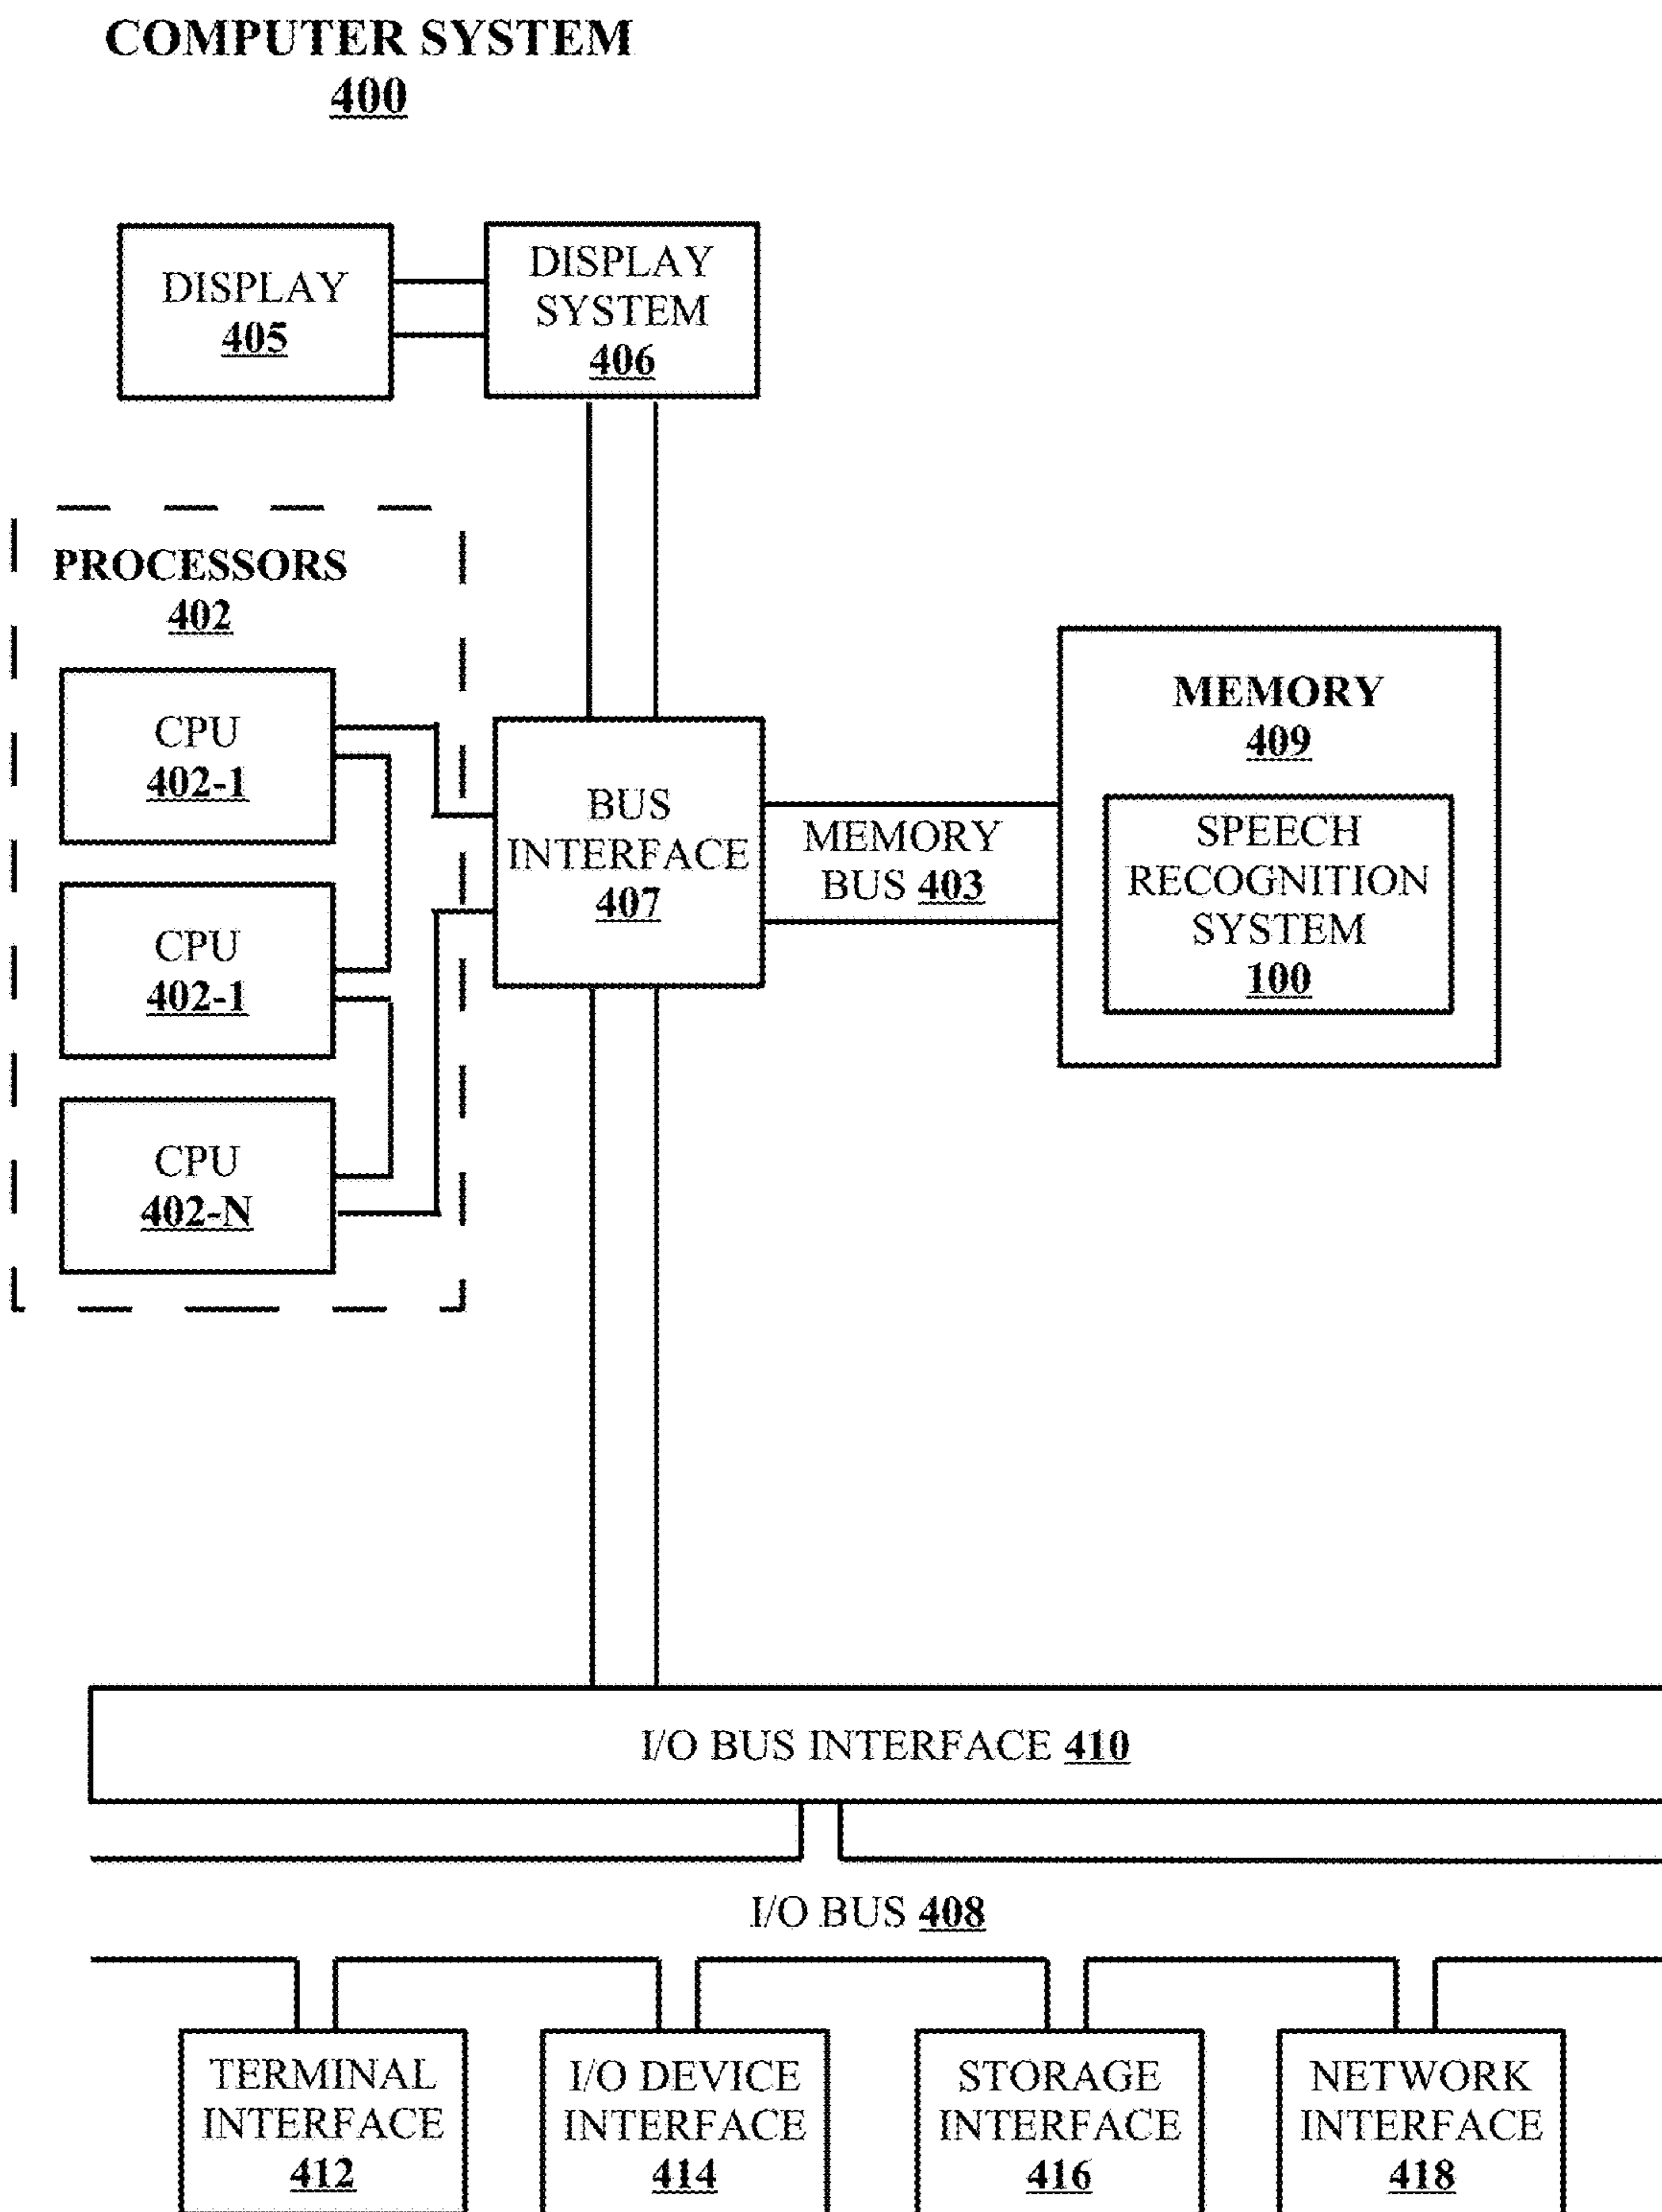 COMPUTER SYSTEM
400
DISPLAY
405
DISPLAY
SYSTEM
406
PROCESSORS
402
CPU
402-1
CPU
402-1
CPU
402-N
BUS
INTERFACE
407
MEMORY
BUS 403
MEMORY
409
SPEECH
RECOGNITION
SYSTEM
100
I/O BUS INTERFACE 410
I/O BUS 408
TERMINAL
INTERFACE
412
I/O DEVICE
INTERFACE
414
STORAGE
INTERFACE
416
NETWORK
INTERFACE
418